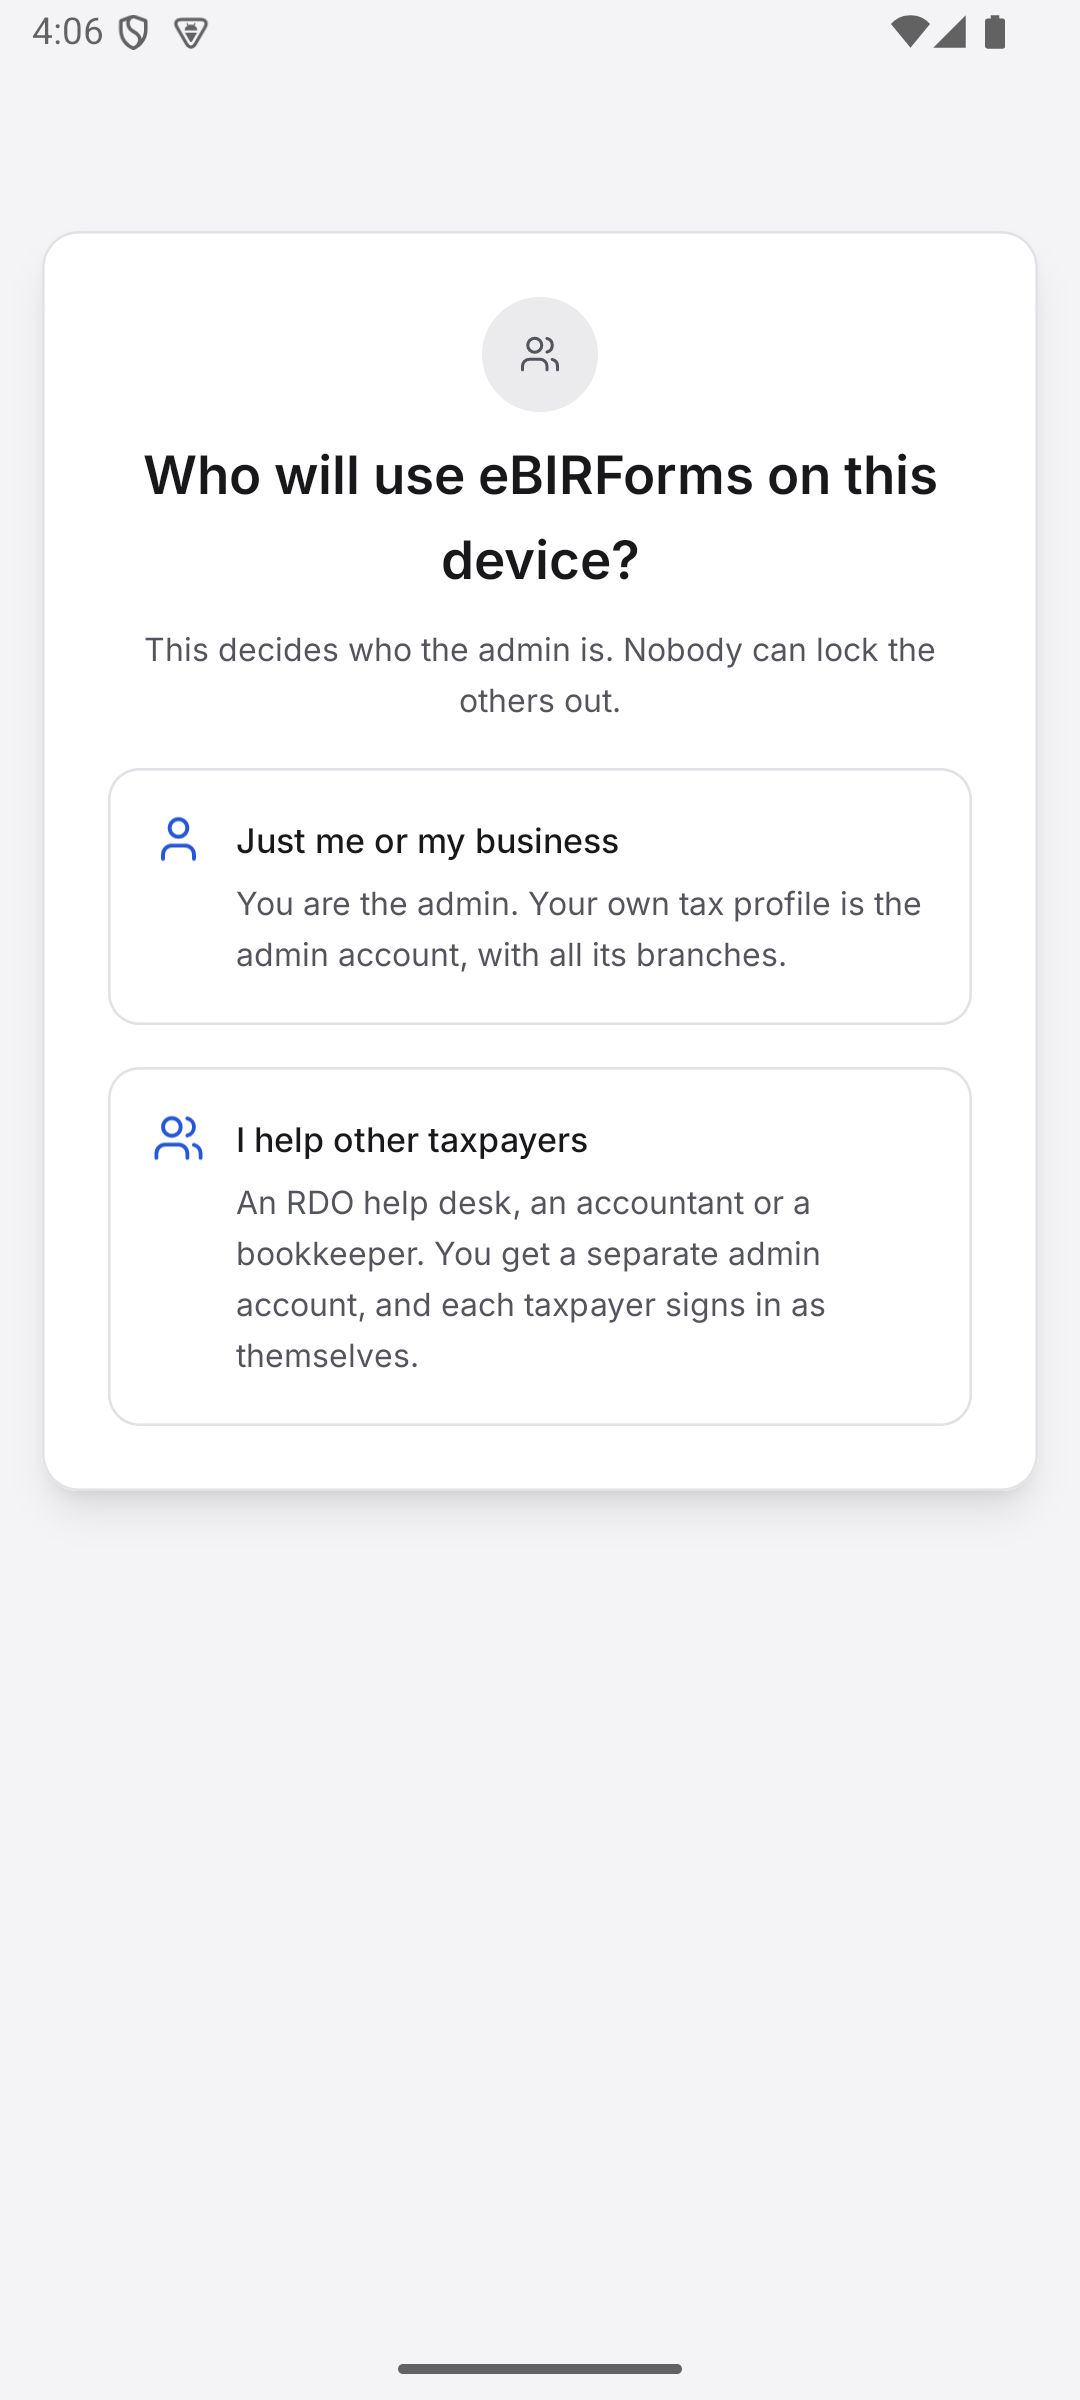 4:06
Who will use eBIRForms on this
device?
This decides who the admin is. Nobody can lock the
others out.
Just me or my business
You are the admin. Your own tax profile is the
admin account, with all its branches.
I help other taxpayers
An RDO help desk, an accountant or a
bookkeeper. You get a separate admin
account, and each taxpayer signs in as
themselves.